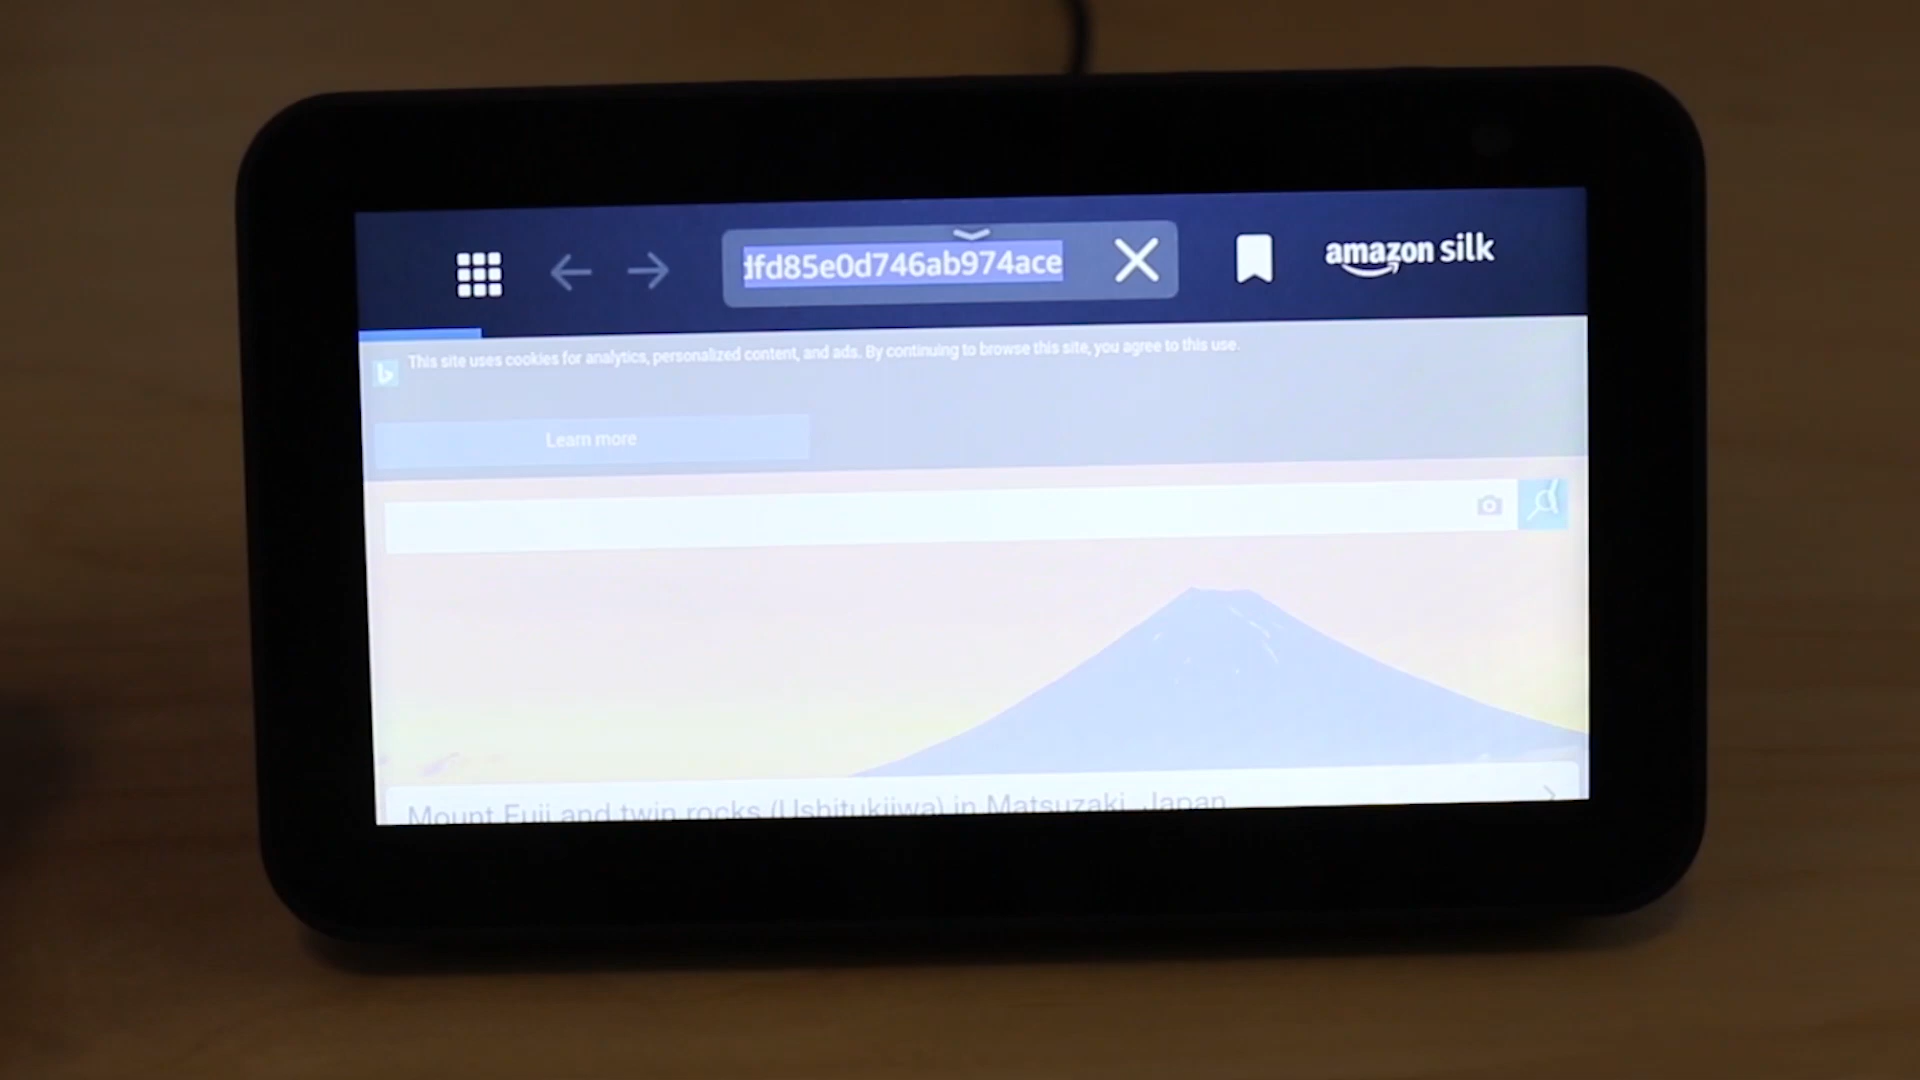 dfd85e0d746ab974ace
amazon silk
This site uses cookies for analytics, personalized content, and ads. By continuing to browse this site, you agree to this use.
Learn more
Mount Fuji and twin rocks (Ushitukiiwa) in Matsuzaki, Japan